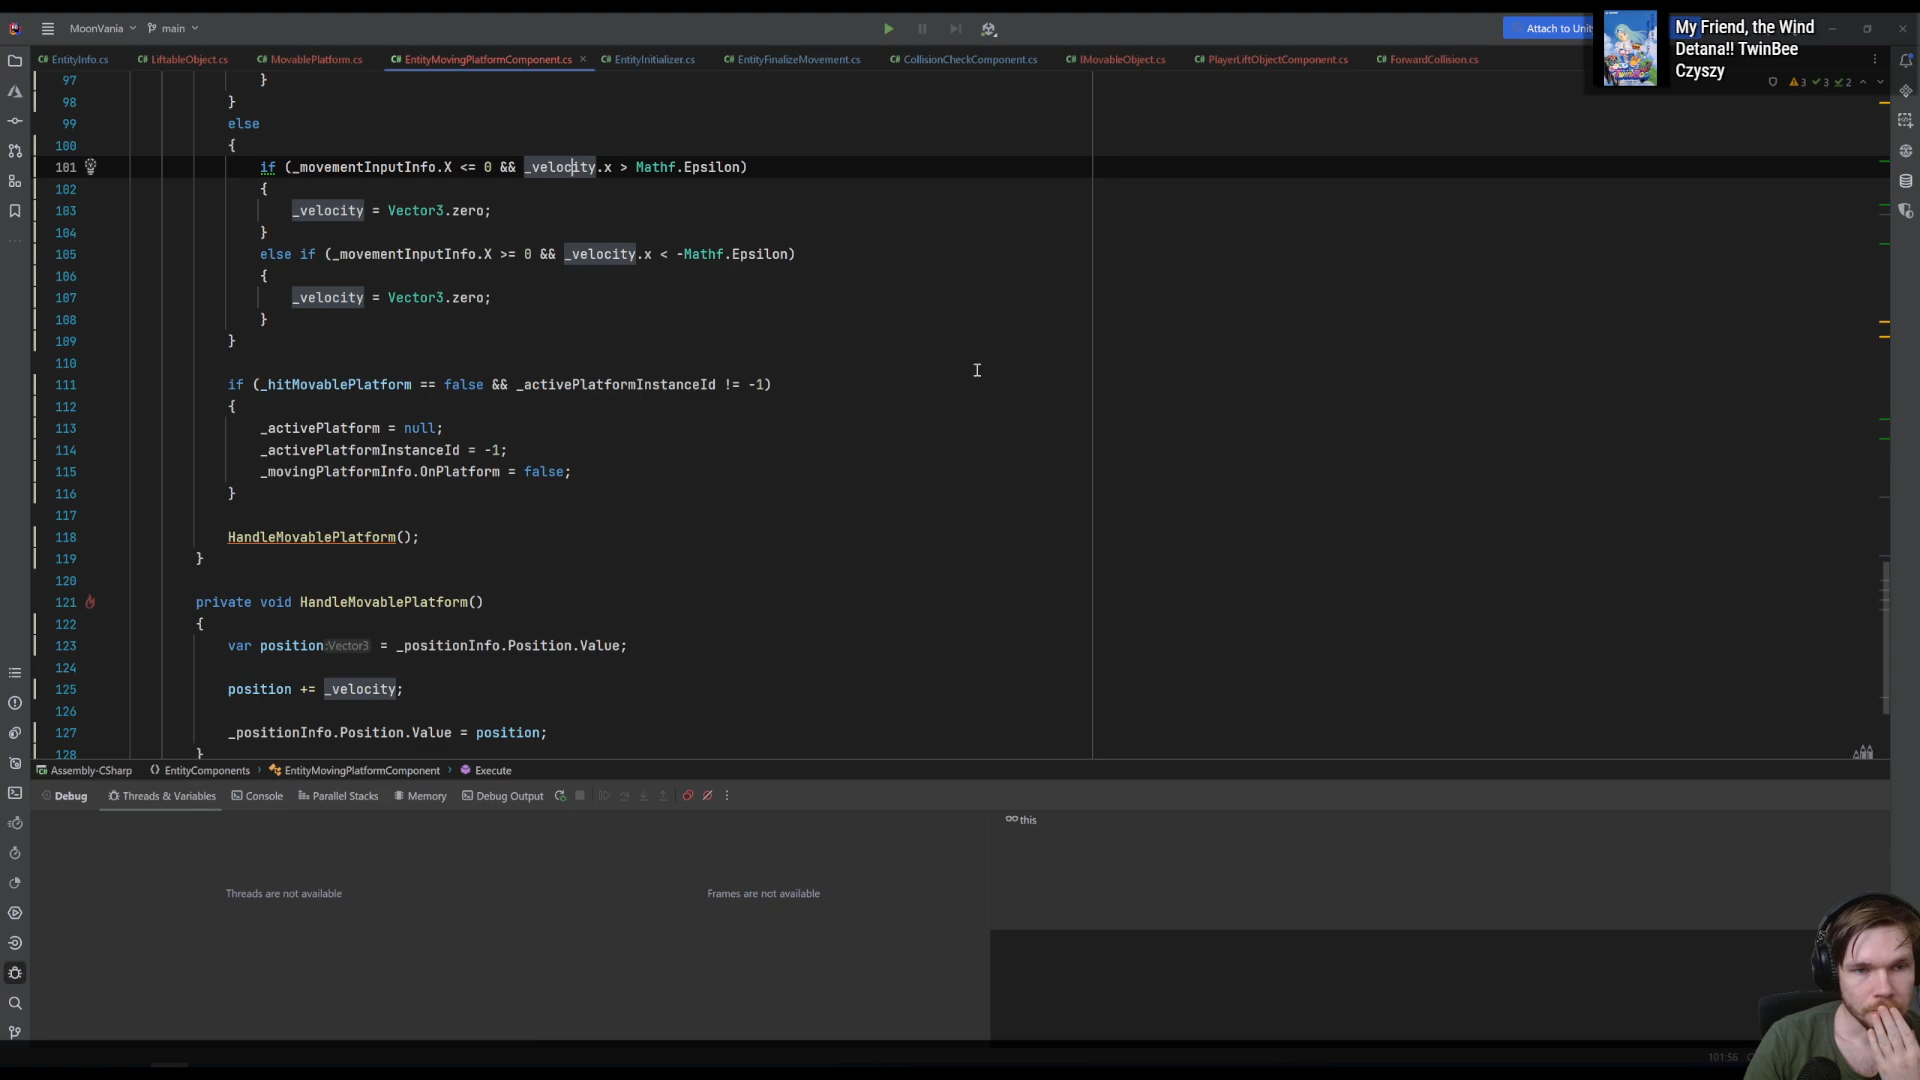 MoonVania
main
Attach to Unit
My Friend, the Wind
Detana!! TwinBee
Czyszy
EntityInfo.cs
LiftableObject.cs
MovablePlatform.cs
EntityMovingPlatformComponent.cs
EntityInitializer.cs
EntityFinalizeMovement.cs
CollisionCheckComponent.cs
IMovableObject.cs
PlayerLiftObjectComponent.cs
ForwardCollision.cs
3 3 2
97 }
98 }
99 else
100 {
101 if (_movementInputInfo.X <= 0 && _velocity.x > Mathf.Epsilon)
102 {
103 _velocity = Vector3.zero;
104 }
105 else if (_movementInputInfo.X >= 0 && _velocity.x < -Mathf.Epsilon)
106 {
107 _velocity = Vector3.zero;
108 }
109 }
110
111 if (_hitMovablePlatform == false && _activePlatformInstanceId != -1)
112 {
113 _activePlatform = null;
114 _activePlatformInstanceId = -1;
115 _movingPlatformInfo.OnPlatform = false;
116 }
117
118 HandleMovablePlatform();
119 }
120
121 private void HandleMovablePlatform()
122 {
123 var position:Vector3 = _positionInfo.Position.Value;
124
125 position += _velocity;
126
127 _positionInfo.Position.Value = position;
128 }
Assembly-CSharp EntityComponents EntityMovingPlatformComponent Execute
Debug Threads & Variables Console Parallel Stacks Memory Debug Output
this
Threads are not available
Frames are not available
101:56